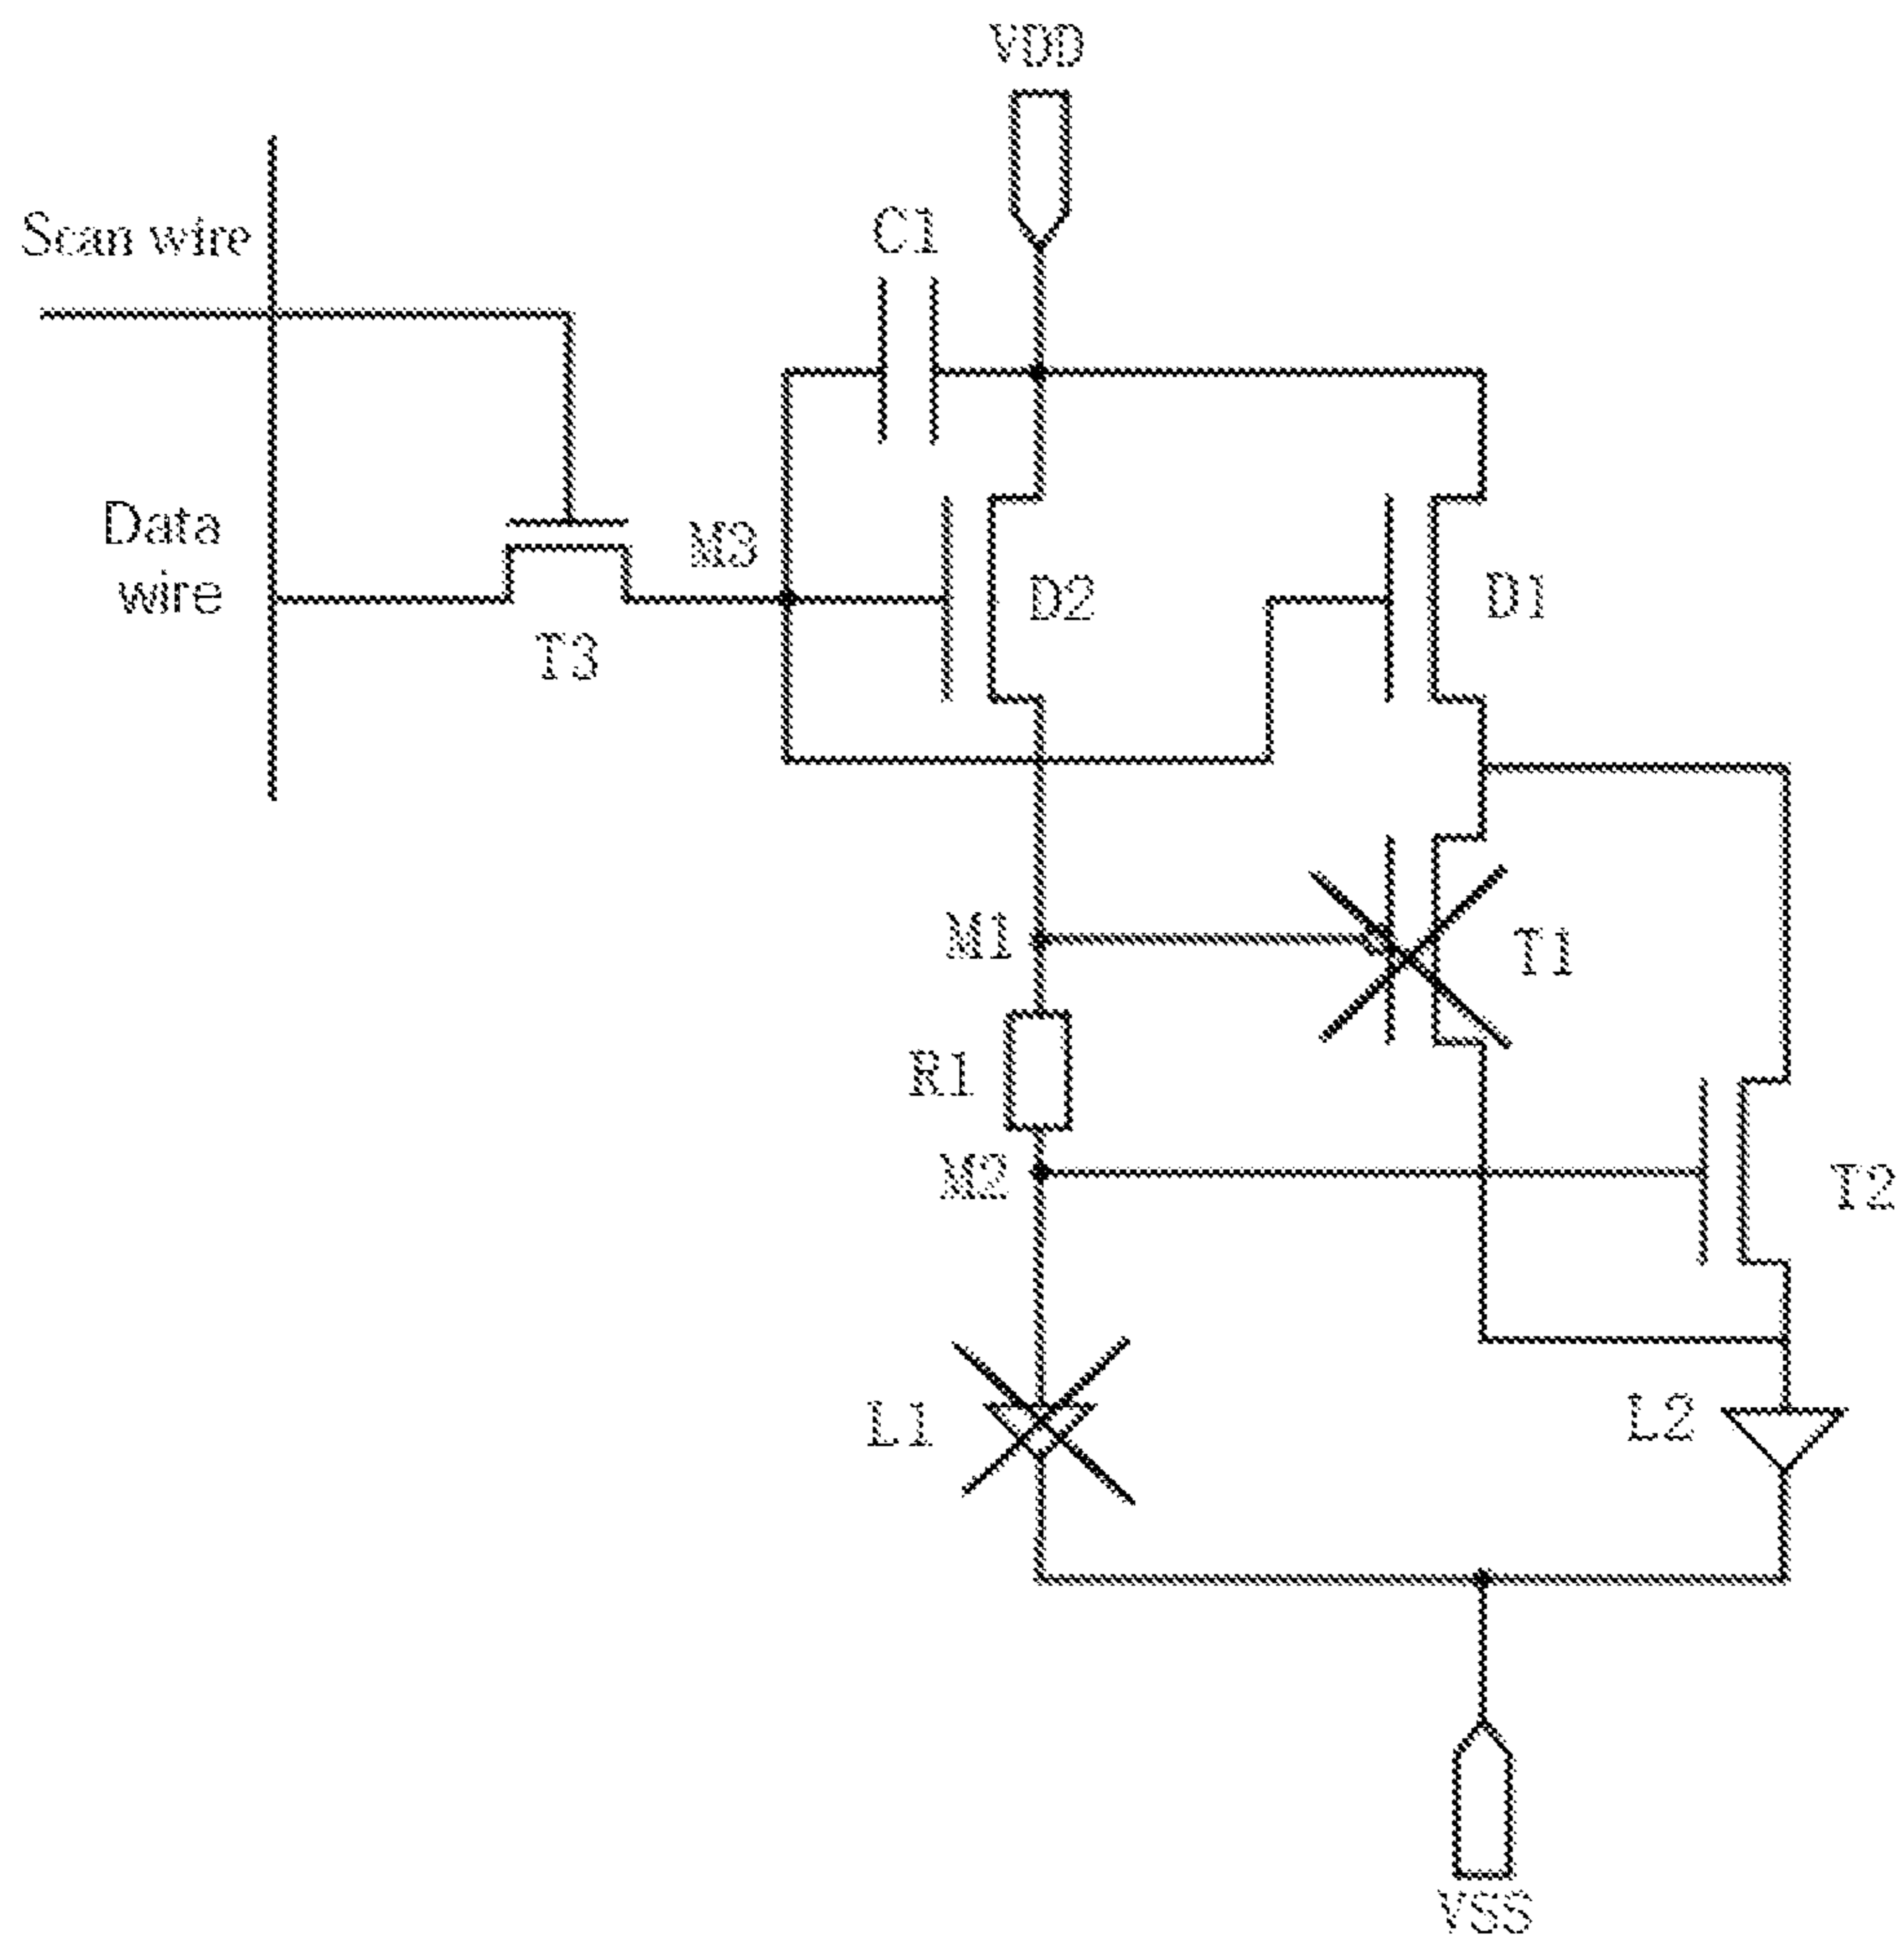 VDD
Scan wire
C1
Data
wire
M3
D2
D1
T3
M1
T1
R1
M2
T2
L1
L2
VSS